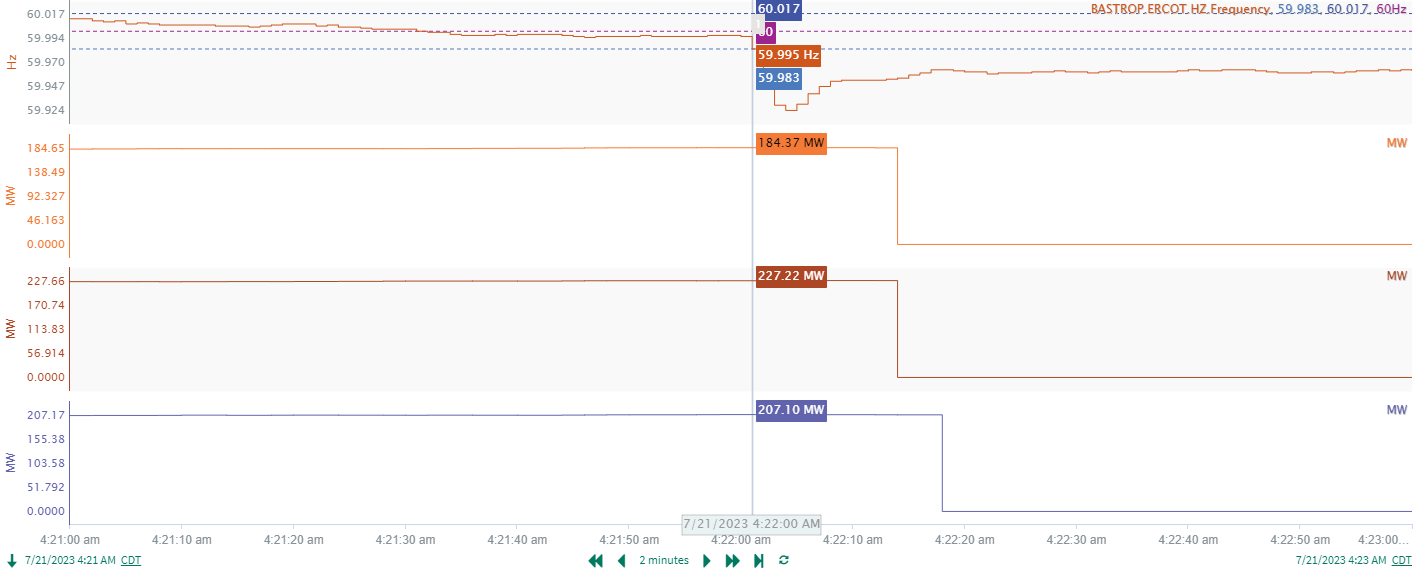 60.017
BASTROP.ERCOT.HZ.Frequency, 59.983, 60.017, 60Hz
60.017
59.994
60
59.995 Hz
59.970
59.983
59.947
59.924
Hz
184.37 MW
MW
184.65
138.49
92.327
46.163
0.0000
MW
227.22 MW
MW
227.66
170.74
113.83
56.914
0.0000
MW
207.10 MW
MW
207.17
155.38
103.58
51.792
0.0000
MW
7/21/2023 4:22:00 AM
4:21:00 am 4:21:10 am 4:21:20 am 4:21:30 am 4:21:40 am 4:21:50 am 4:22:00 am 4:22:10 am 4:22:20 am 4:22:30 am 4:22:40 am 4:22:50 am 4:23:00...
7/21/2023 4:21 AM CDT 2 minutes 7/21/2023 4:23 AM CDT